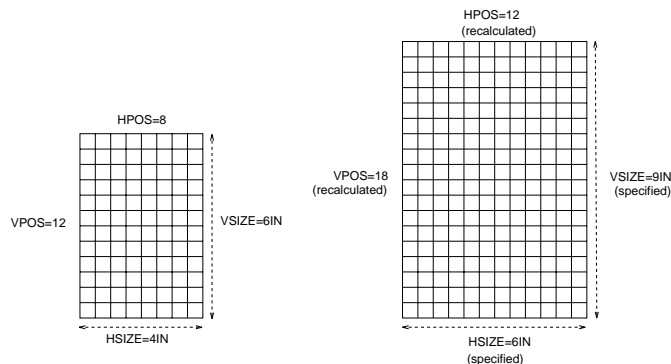 HPOS=8
VPOS=12
VSIZE=6IN
HSIZE=4IN
HPOS=12
(recalculated)
VPOS=18
(recalculated)
VSIZE=9IN
(specified)
HSIZE=6IN
(specified)